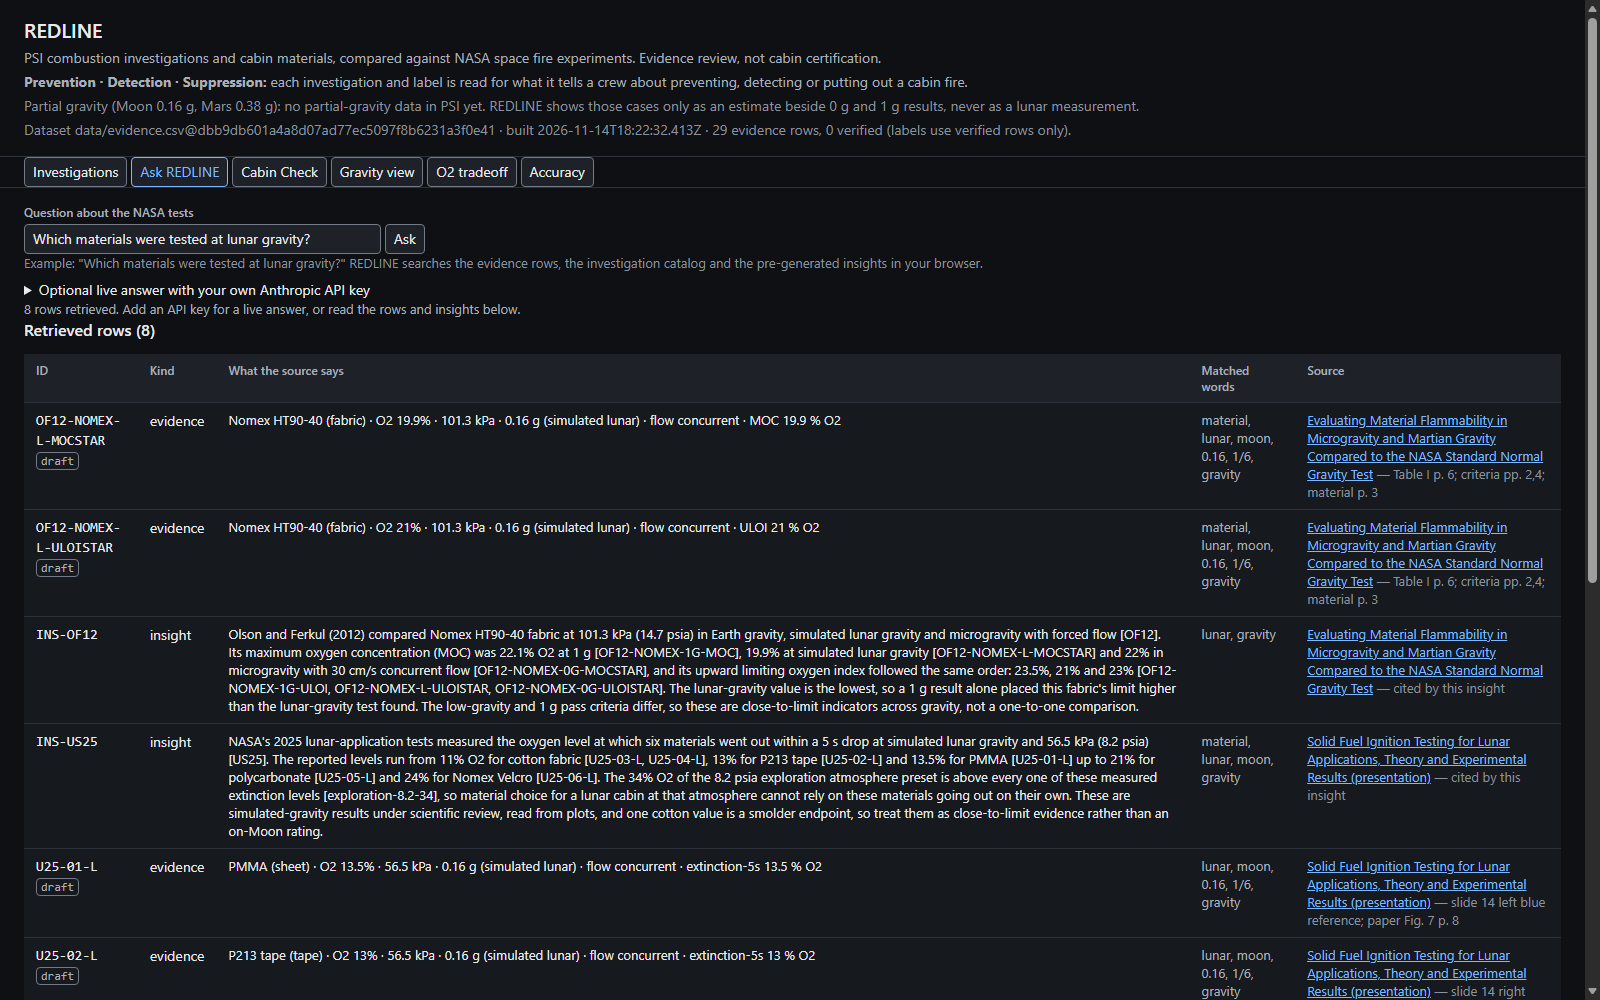 REDLINE
PSI combustion investigations and cabin materials, compared against NASA space fire experiments. Evidence review, not cabin certification.
Prevention · Detection · Suppression: each investigation and label is read for what it tells a crew about preventing, detecting or putting out a cabin fire.
Partial gravity (Moon 0.16 g, Mars 0.38 g): no partial-gravity data in PSI yet. REDLINE shows those cases only as an estimate beside 0 g and 1 g results, never as a lunar measurement.
Dataset data/evidence.csv@dbb9db601a4a8d07ad77ec5097f8b6231a3f0e41 · built 2026-11-14T18:22:32.413Z · 29 evidence rows, 0 verified (labels use verified rows only).
Investigations Ask REDLINE Cabin Check Gravity view O2 tradeoff Accuracy
Question about the NASA tests
Which materials were tested at lunar gravity? Ask
Example: "Which materials were tested at lunar gravity?" REDLINE searches the evidence rows, the investigation catalog and the pre-generated insights in your browser.
▶ Optional live answer with your own Anthropic API key
8 rows retrieved. Add an API key for a live answer, or read the rows and insights below.
Retrieved rows (8)
ID Kind What the source says Matched words Source
OF12-NOMEX-
L-MOCSTAR
draft
evidence
Nomex HT90-40 (fabric) · O2 19.9% · 101.3 kPa · 0.16 g (simulated lunar) · flow concurrent · MOC 19.9 % O2
material,
lunar, moon,
0.16, 1/6,
gravity
Evaluating Material Flammability in
Microgravity and Martian Gravity
Compared to the NASA Standard Normal
Gravity Test — Table I p. 6; criteria pp. 2,4;
material p. 3
OF12-NOMEX-
L-ULOISTAR
draft
evidence
Nomex HT90-40 (fabric) · O2 21% · 101.3 kPa · 0.16 g (simulated lunar) · flow concurrent · ULOI 21 % O2
material,
lunar, moon,
0.16, 1/6,
gravity
Evaluating Material Flammability in
Microgravity and Martian Gravity
Compared to the NASA Standard Normal
Gravity Test — Table I p. 6; criteria pp. 2,4;
material p. 3
INS-OF12
insight
Olson and Ferkul (2012) compared Nomex HT90-40 fabric at 101.3 kPa (14.7 psia) in Earth gravity, simulated lunar gravity and microgravity with forced flow [OF12].
Its maximum oxygen concentration (MOC) was 22.1% O2 at 1 g [OF12-NOMEX-1G-MOC], 19.9% at simulated lunar gravity [OF12-NOMEX-L-MOCSTAR] and 22% in
microgravity with 30 cm/s concurrent flow [OF12-NOMEX-0G-MOCSTAR], and its upward limiting oxygen index followed the same order: 23.5%, 21% and 23% [OF12-
NOMEX-1G-ULOI, OF12-NOMEX-L-ULOISTAR, OF12-NOMEX-0G-ULOISTAR]. The lunar-gravity value is the lowest, so a 1 g result alone placed this fabric's limit higher
than the lunar-gravity test found. The low-gravity and 1 g pass criteria differ, so these are close-to-limit indicators across gravity, not a one-to-one comparison.
lunar, gravity
Evaluating Material Flammability in
Microgravity and Martian Gravity
Compared to the NASA Standard Normal
Gravity Test — cited by this insight
INS-US25
insight
NASA's 2025 lunar-application tests measured the oxygen level at which six materials went out within a 5 s drop at simulated lunar gravity and 56.5 kPa (8.2 psia)
[US25]. The reported levels run from 11% O2 for cotton fabric [U25-03-L, U25-04-L], 13% for P213 tape [U25-02-L] and 13.5% for PMMA [U25-01-L] up to 21% for
polycarbonate [U25-05-L] and 24% for Nomex Velcro [U25-06-L]. The 34% O2 of the 8.2 psia exploration atmosphere preset is above every one of these measured
extinction levels [exploration-8.2-34], so material choice for a lunar cabin at that atmosphere cannot rely on these materials going out on their own. These are
simulated-gravity results under scientific review, read from plots, and one cotton value is a smolder endpoint, so treat them as close-to-limit evidence rather than an
on-Moon rating.
material,
lunar, moon,
gravity
Solid Fuel Ignition Testing for Lunar
Applications, Theory and Experimental
Results (presentation) — cited by this
insight
U25-01-L
draft
evidence
PMMA (sheet) · O2 13.5% · 56.5 kPa · 0.16 g (simulated lunar) · flow concurrent · extinction-5s 13.5 % O2
lunar, moon,
0.16, 1/6,
gravity
Solid Fuel Ignition Testing for Lunar
Applications, Theory and Experimental
Results (presentation) — slide 14 left blue
reference; paper Fig. 7 p. 8
U25-02-L
draft
evidence
P213 tape (tape) · O2 13% · 56.5 kPa · 0.16 g (simulated lunar) · flow concurrent · extinction-5s 13 % O2
lunar, moon,
0.16, 1/6,
gravity
Solid Fuel Ignition Testing for Lunar
Applications, Theory and Experimental
Results (presentation) — slide 14 right